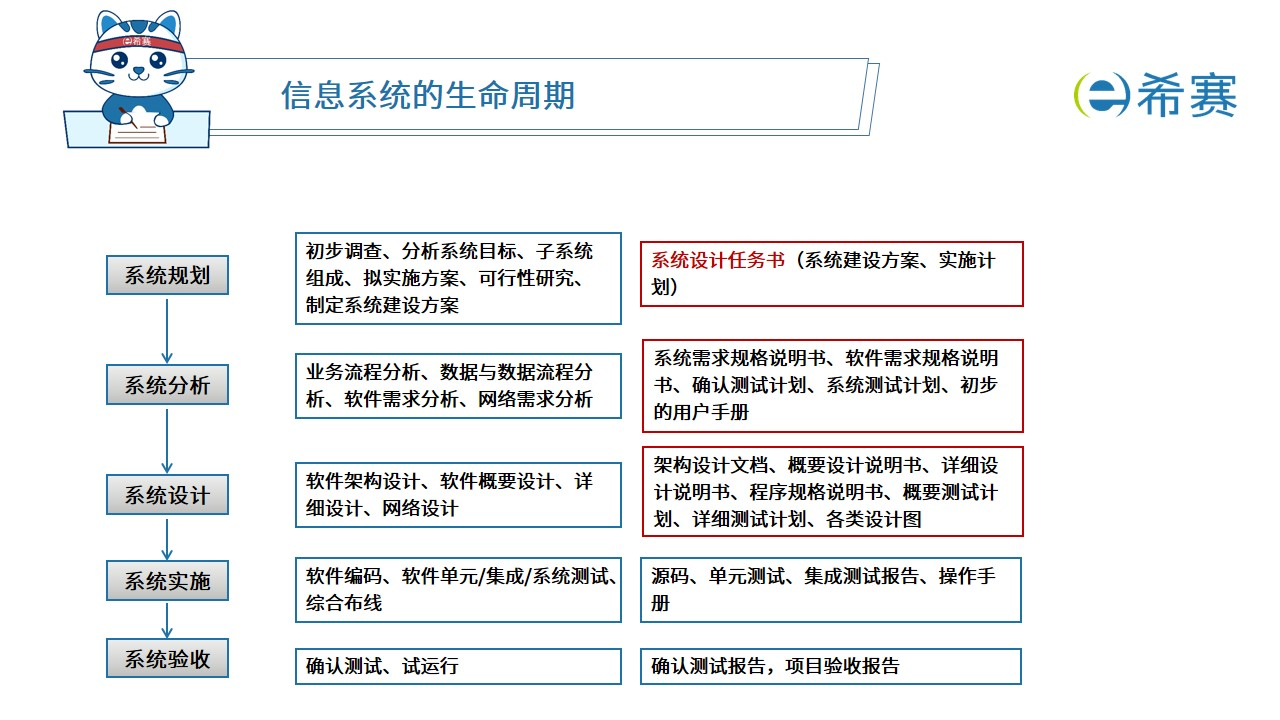 希赛
信息系统的生命周期
希赛
系统规划
初步调查、分析系统目标、子系统
组成、拟实施方案、可行性研究、
制定系统建设方案
系统设计任务书（系统建设方案、实施计
划）
系统分析
业务流程分析、数据与数据流程分
析、软件需求分析、网络需求分析
系统需求规格说明书、软件需求规格说明
书、确认测试计划、系统测试计划、初步
的用户手册
系统设计
软件架构设计、软件概要设计、详
细设计、网络设计
架构设计文档、概要设计说明书、详细设
计说明书、程序规格说明书、概要测试计
划、详细测试计划、各类设计图
系统实施
软件编码、软件单元/集成/系统测试、
综合布线
源码、单元测试、集成测试报告、操作手
册
系统验收
确认测试、试运行
确认测试报告，项目验收报告